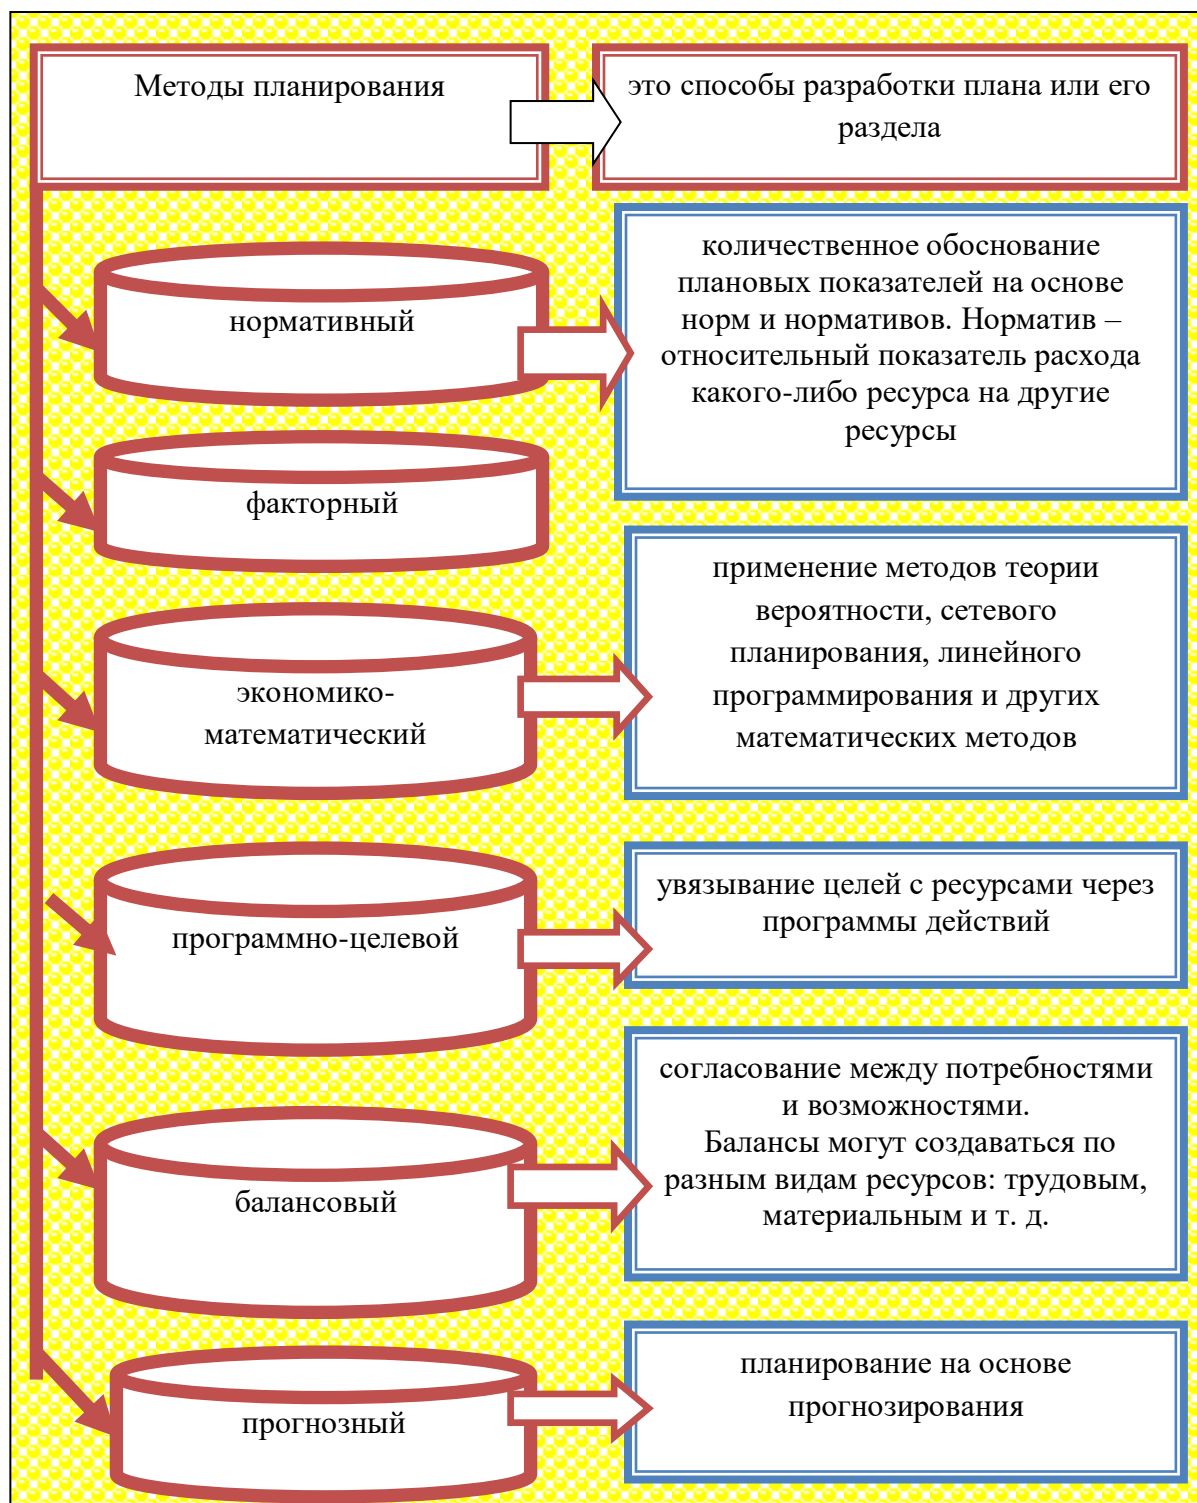 Методы планирования
это способы разработки плана или его
раздела
нормативный
количественное обоснование
плановых показателей на основе
норм и нормативов. Норматив –
относительный показатель расхода
какого-либо ресурса на другие
ресурсы
факторный
экономико-
математический
применение методов теории
вероятности, сетевого
планирования, линейного
программирования и других
математических методов
программно-целевой
увязывание целей с ресурсами через
программы действий
балансовый
согласование между потребностями
и возможностями.
Балансы могут создаваться по
разным видам ресурсов: трудовым,
материальным и т. д.
прогнозный
планирование на основе
прогнозирования